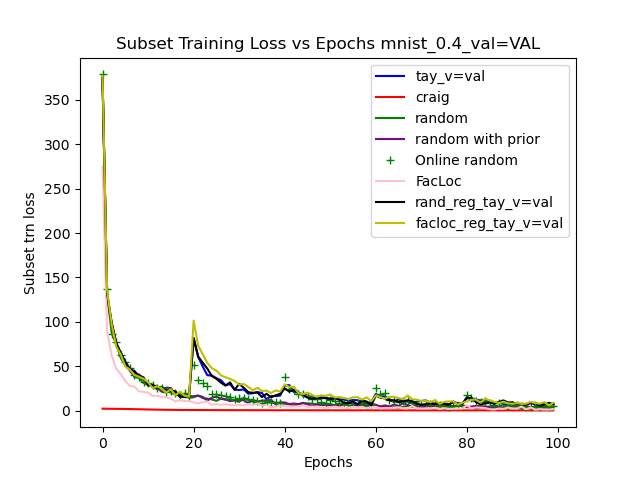 Subset Training Loss vs Epochs mnist_0.4_val=VAL
tay_v=val
craig
random
random with prior
Online random
FacLoc
rand_reg_tay_v=val
facloc_reg_tay_v=val
Subset trn loss
350
300
250
200
150
100
50
0
0 20 40 60 80 100
Epochs